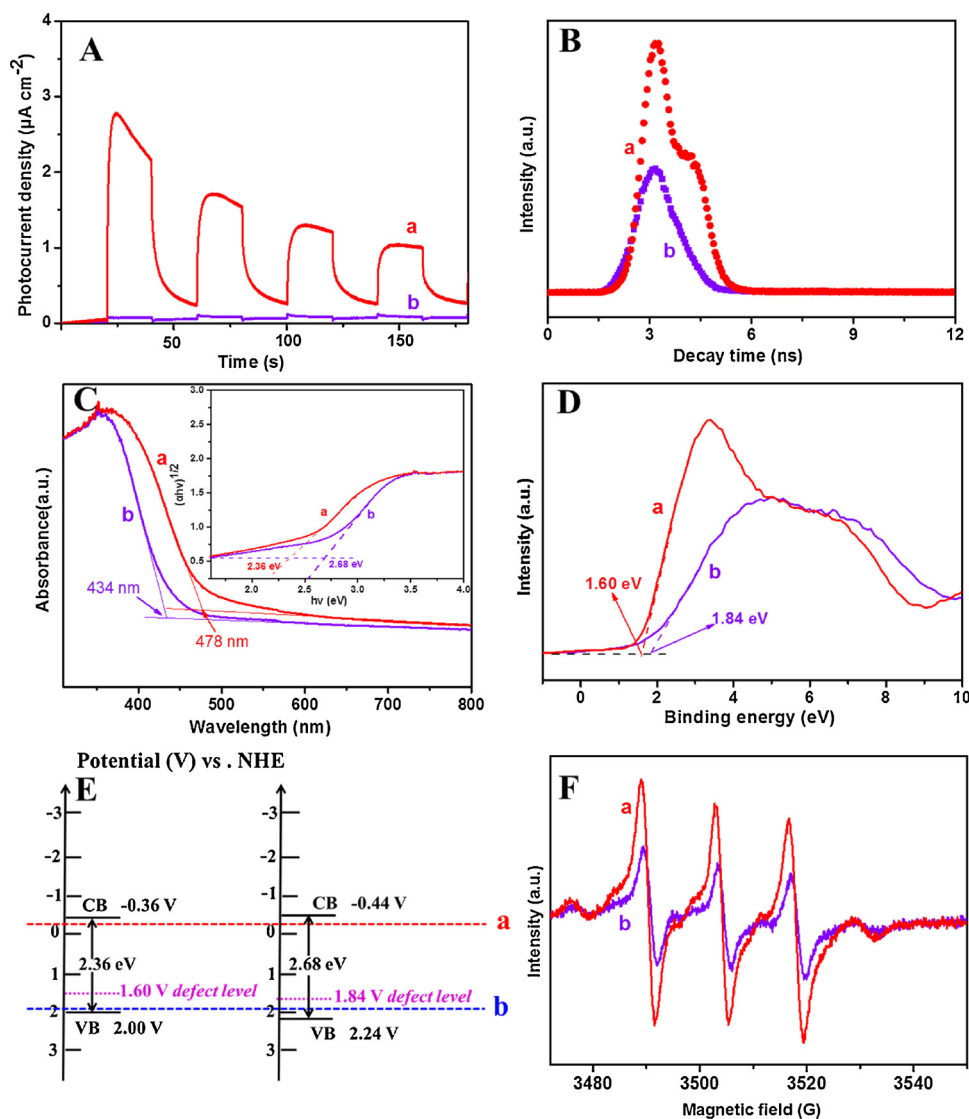 A
Photocurrent density (μA cm⁻²)
4
3
2
1
0
a
b
50
100
150
Time (s)
B
Intensity (a.u.)
a
b
0
3
6
9
12
Decay time (ns)
C
Absorbance(a.u.)
a
b
434 nm
478 nm
400
500
600
700
800
Wavelength (nm)
(αhν)1/2
3.0
2.5
2.0
1.5
1.0
0.5
a
b
2.36 eV
2.68 eV
2.0
2.5
3.0
3.5
4.0
hν (eV)
D
Intensity (a.u.)
a
b
1.60 eV
1.84 eV
0
2
4
6
8
10
Binding energy (eV)
Potential (V) vs . NHE
E
-3
-2
-1
0
1
2
3
CB -0.36 V
2.36 eV
1.60 V defect level
VB 2.00 V
-3
-2
-1
0
1
2
3
CB -0.44 V
2.68 eV
1.84 V defect level
VB 2.24 V
a
b
F
Intensity (a.u.)
a
b
3480
3500
3520
3540
Magnetic field (G)